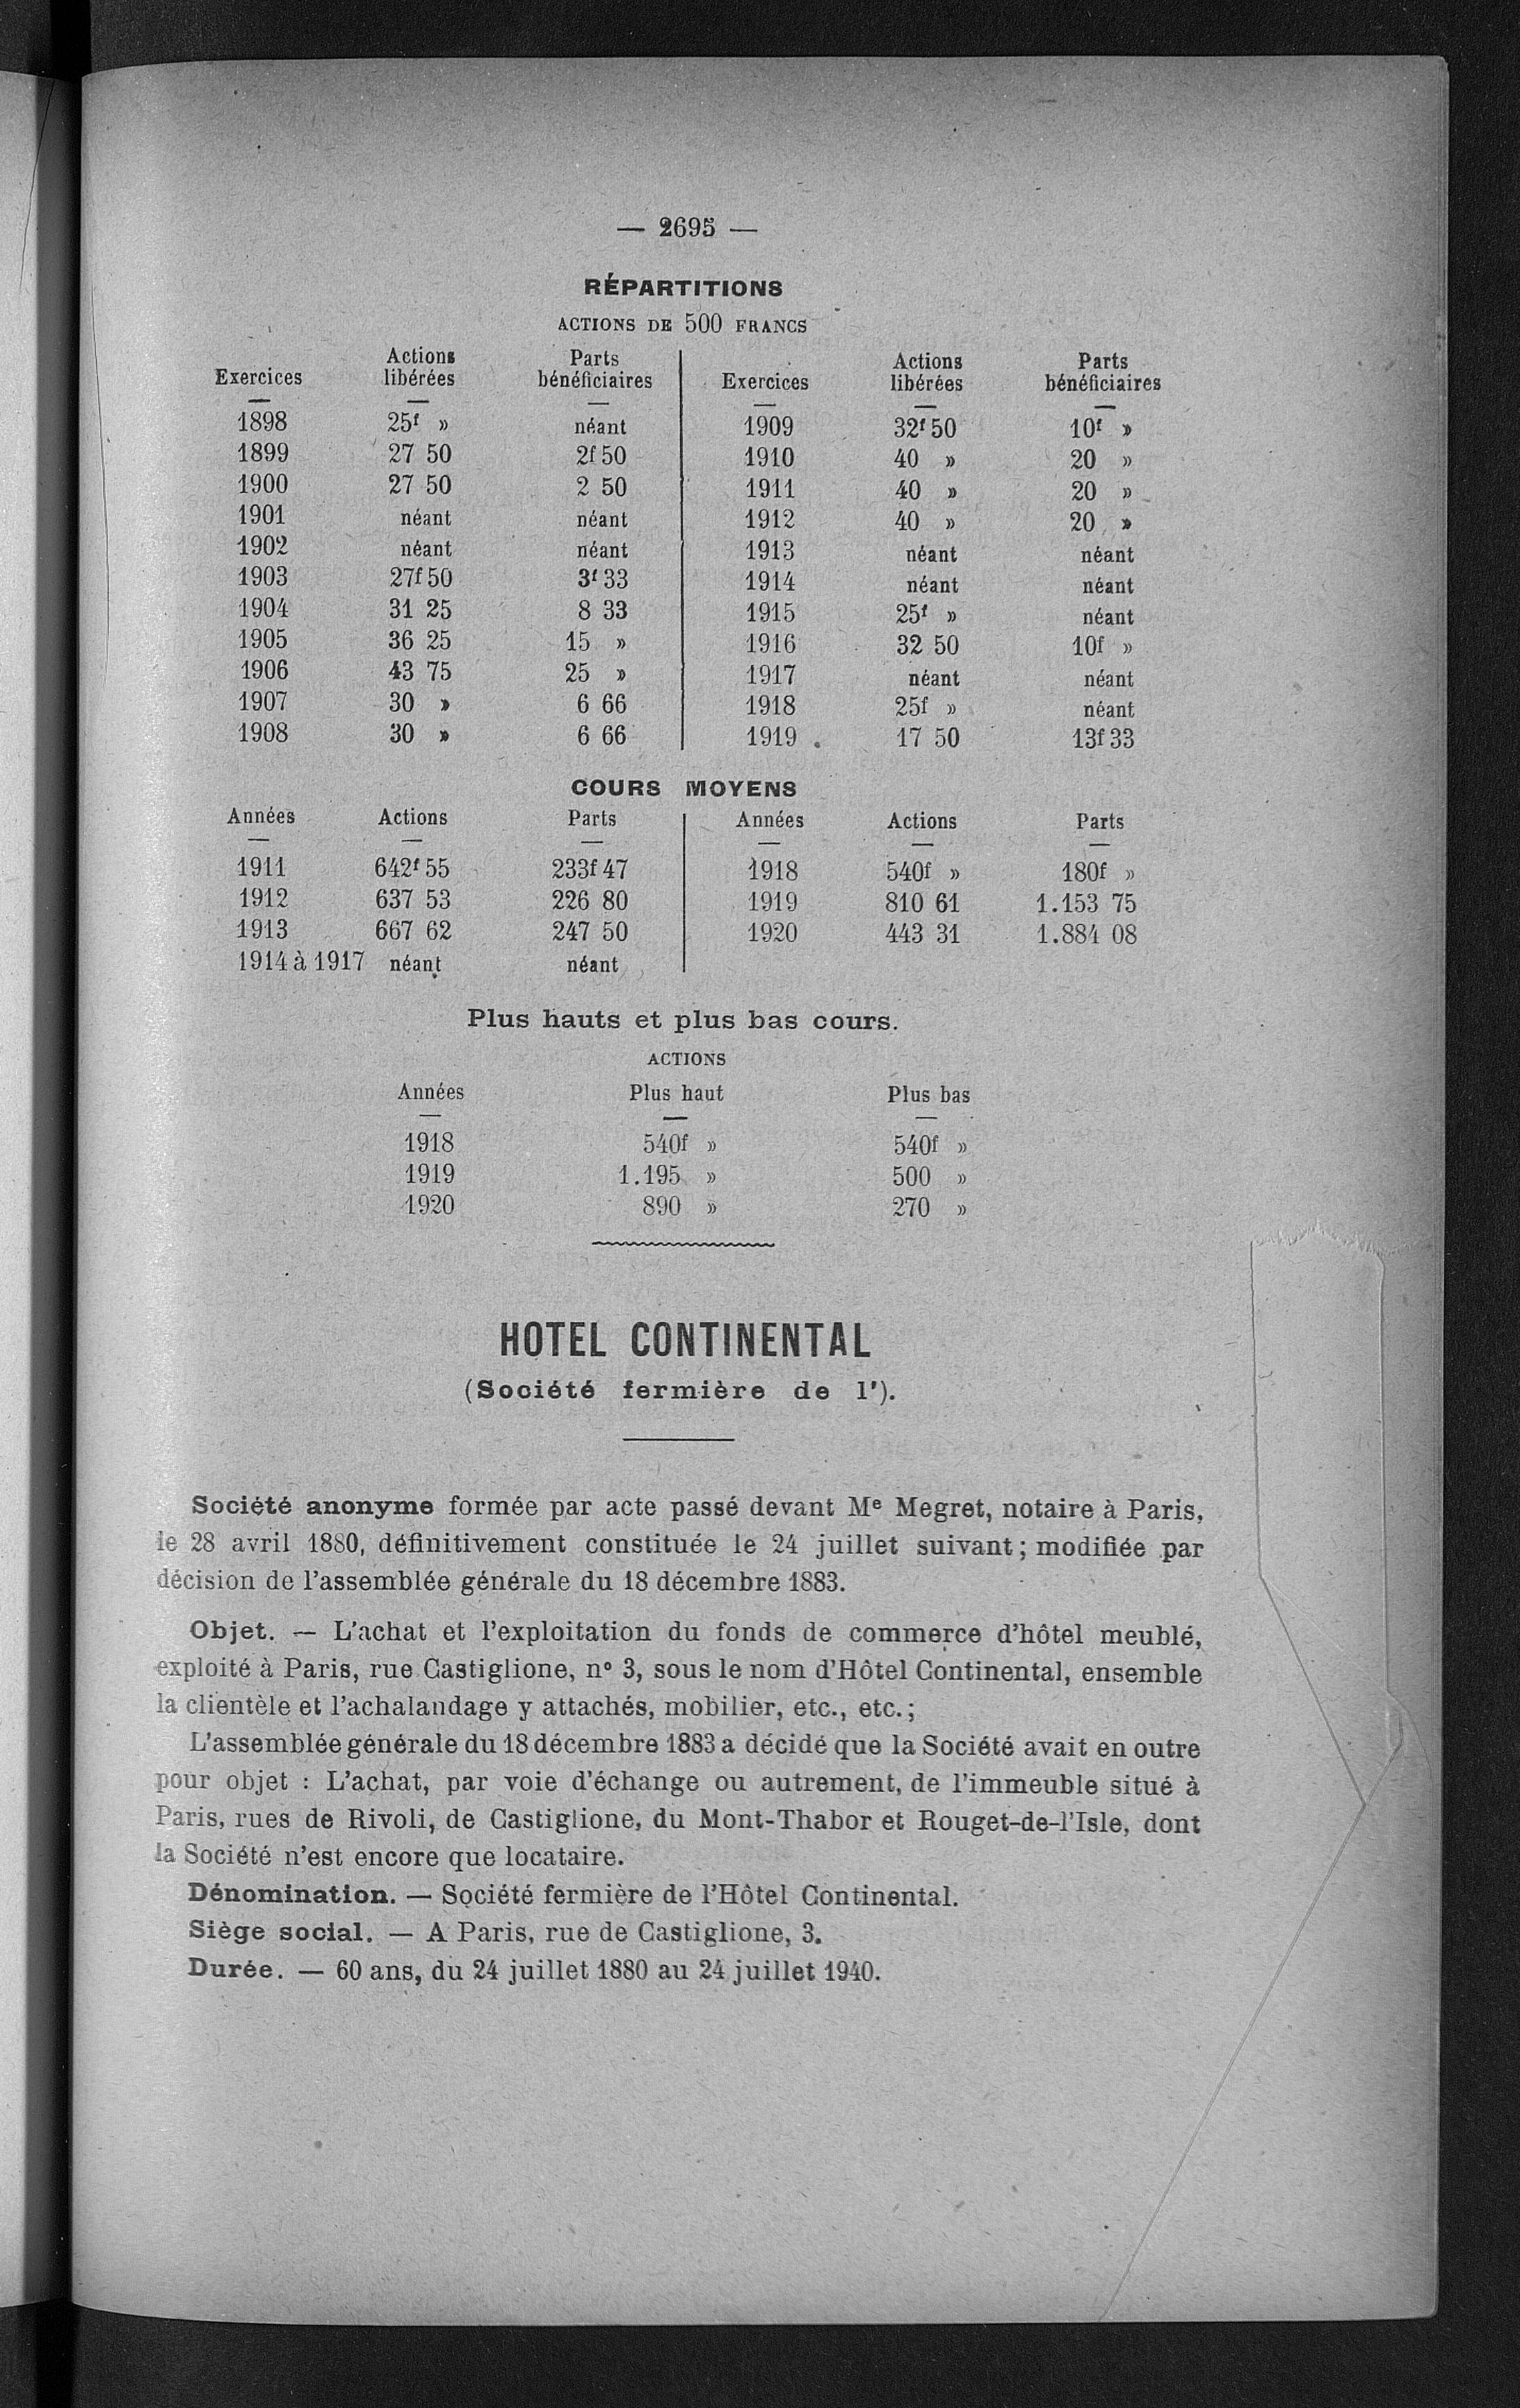 — 2695 —
RÉPARTITIONS
ACTIONS DE 500 FRANCS
Exercices Actions libérées Parts bénéficiaires Exercices Actions libérées Parts bénéficiaires
1898 25f » néant 1909 32f 50 10f »
1899 27 50 2f 50 1910 40 » 20 »
1900 27 50 2 50 1911 40 » 20 »
1901 néant néant 1912 40 » 20 »
1902 néant néant 1913 néant néant
1903 27f 50 3f 33 1914 néant néant
1904 31 25 8 33 1915 25f » néant
1905 36 25 15 » 1916 32 50 10f »
1906 43 75 25 » 1917 néant néant
1907 30 » 6 66 1918 25f » néant
1908 30 » 6 66 1919 17 50 13f 33
COURS MOYENS
Années Actions Parts Années Actions Parts
1911 642f 55 233f 47 1918 540f » 180f »
1912 637 53 226 80 1919 810 61 1.153 75
1913 667 62 247 50 1920 443 31 1.884 08
1914 à 1917 néant néant
Plus hauts et plus bas cours.
ACTIONS
Années Plus haut Plus bas
1918 540f » 540f »
1919 1.195 » 500 »
1920 890 » 270 »
HOTEL CONTINENTAL
(Société fermière de l').
Société anonyme formée par acte passé devant Me Megret, notaire à Paris,
le 28 avril 1880, définitivement constituée le 24 juillet suivant ; modifiée par
décision de l'assemblée générale du 18 décembre 1883.
Objet. — L'achat et l'exploitation du fonds de commerce d'hôtel meublé,
exploité à Paris, rue Castiglione, n° 3, sous le nom d'Hôtel Continental, ensemble
la clientèle et l'achalandage y attachés, mobilier, etc., etc. ;
L'assemblée générale du 18 décembre 1883 a décidé que la Société avait en outre
pour objet : L'achat, par voie d'échange ou autrement, de l'immeuble situé à
Paris, rues de Rivoli, de Castiglione, du Mont-Thabor et Rouget-de-l'Isle, dont
la Société n'est encore que locataire.
Dénomination. — Société fermière de l'Hôtel Continental.
Siège social. — A Paris, rue de Castiglione, 3.
Durée. — 60 ans, du 24 juillet 1880 au 24 juillet 1940.